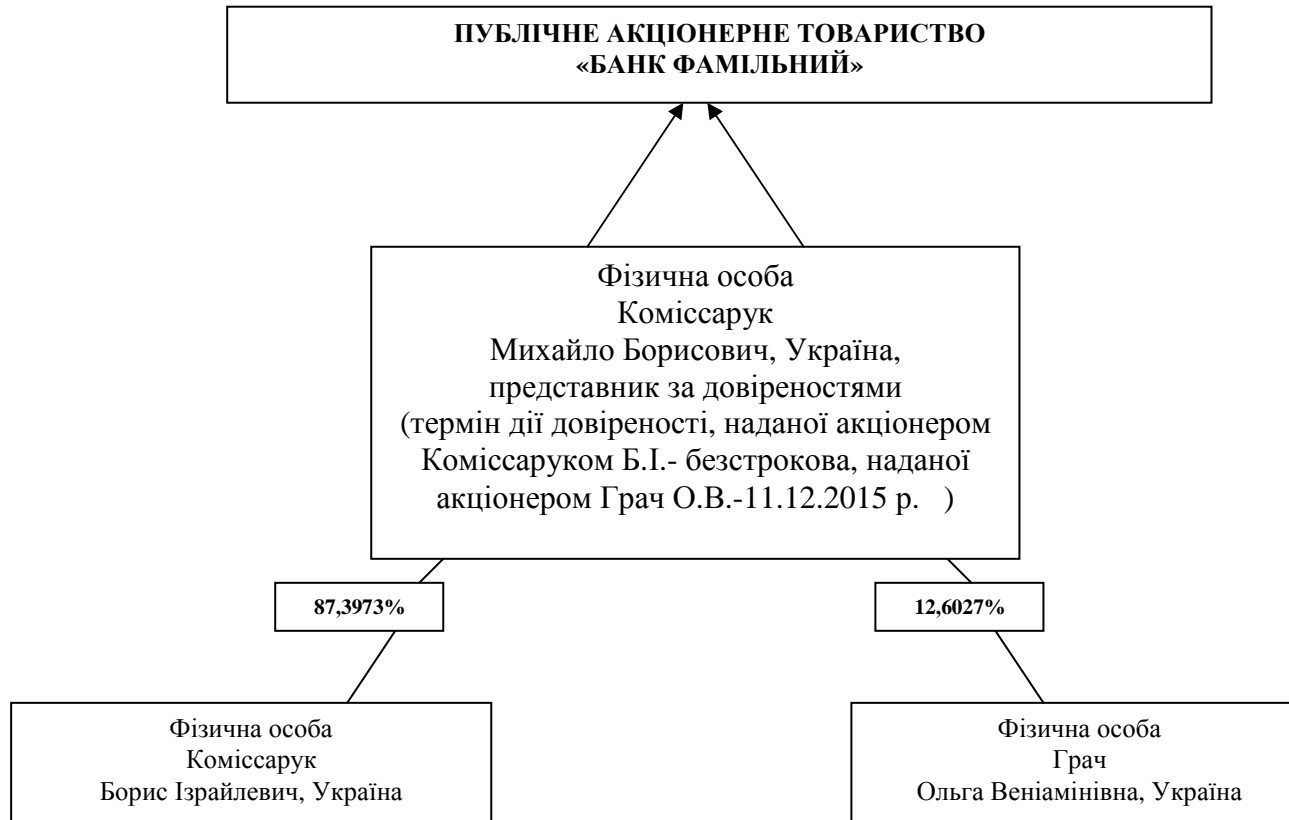 ПУБЛІЧНЕ АКЦІОНЕРНЕ ТОВАРИСТВО
«БАНК ФАМІЛЬНИЙ»
Фізична особа
Коміссарук
Михайло Борисович, Україна,
представник за довіреностями
(термін дії довіреності, наданої акціонером
Коміссаруком Б.І.- безстрокова, наданої
акціонером Грач О.В.-11.12.2015 р.   )
87,3973%
12,6027%
Фізична особа
Коміссарук
Борис Ізрайлевич, Україна
Фізична особа
Грач
Ольга Веніамінівна, Україна